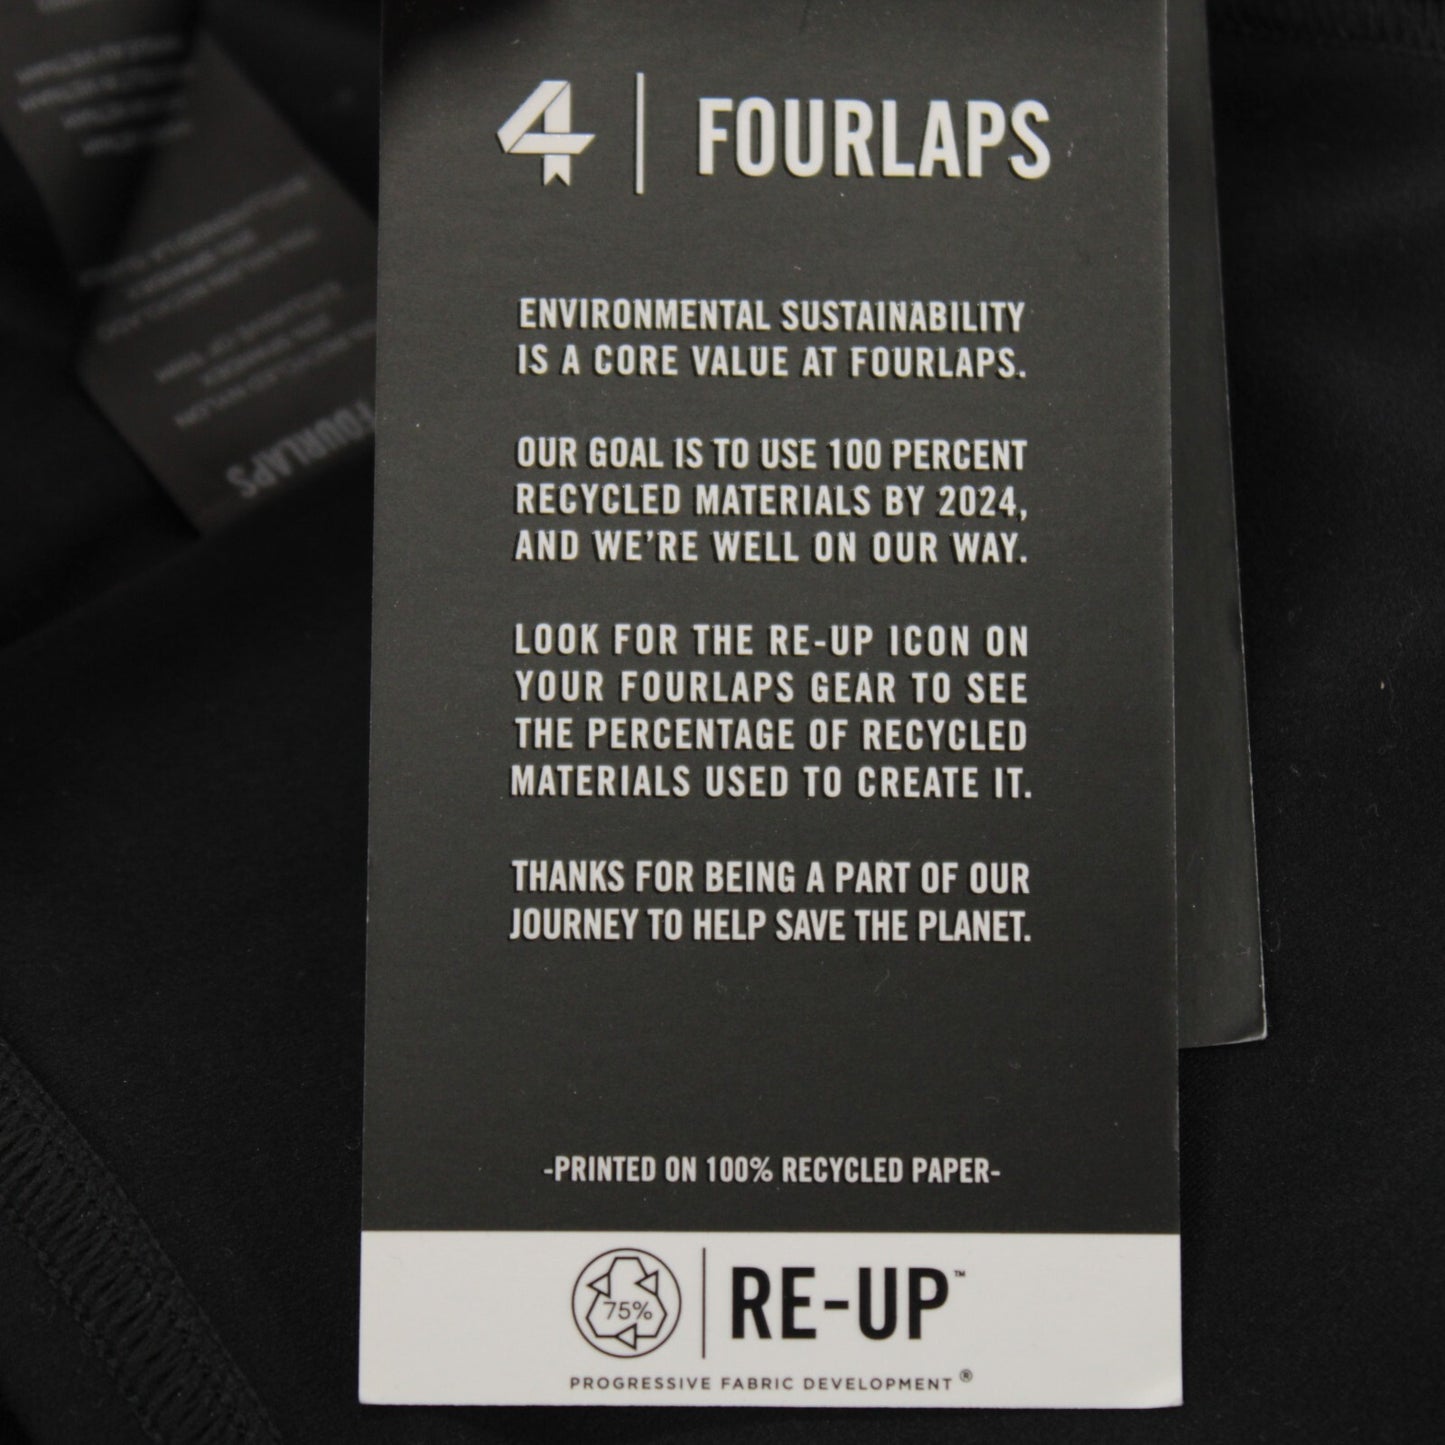 4 | FOURLAPS
ENVIRONMENTAL SUSTAINABILITY
IS A CORE VALUE AT FOURLAPS.
OUR GOAL IS TO USE 100 PERCENT
RECYCLED MATERIALS BY 2024,
AND WE'RE WELL ON OUR WAY.
LOOK FOR THE RE-UP ICON ON
YOUR FOURLAPS GEAR TO SEE
THE PERCENTAGE OF RECYCLED
MATERIALS USED TO CREATE IT.
THANKS FOR BEING A PART OF OUR
JOURNEY TO HELP SAVE THE PLANET.
-PRINTED ON 100% RECYCLED PAPER-
75% | RE-UP™
PROGRESSIVE FABRIC DEVELOPMENT®
FOURLAPS